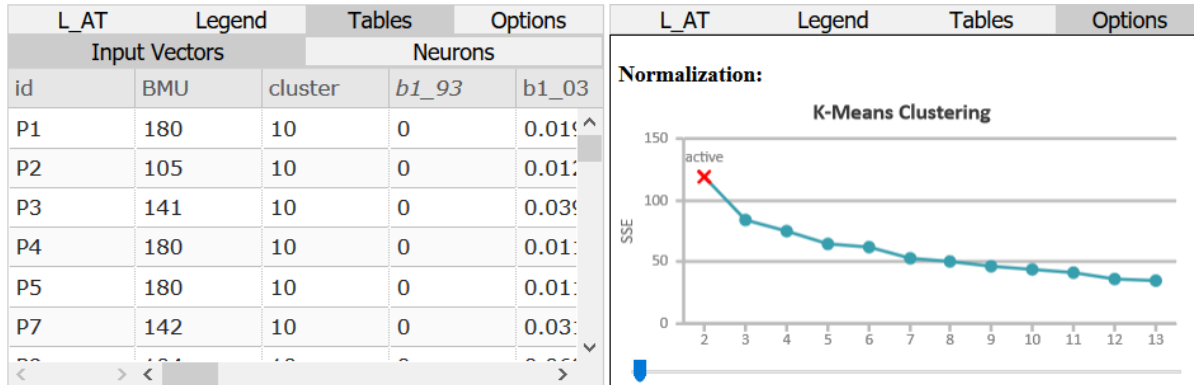 L_AT Legend Tables Options
Input Vectors Neurons
id BMU cluster b1_93 b1_03
P1 180 10 0
P2 105 10 0
P3 141 10 0
P4 180 10 0
P5 180 10 0
P7 142 10 0
L_AT Legend Tables Options
Normalization:
K-Means Clustering
150
active
100
SSE
50
0
2 3 4 5 6 7 8 9 10 11 12 13